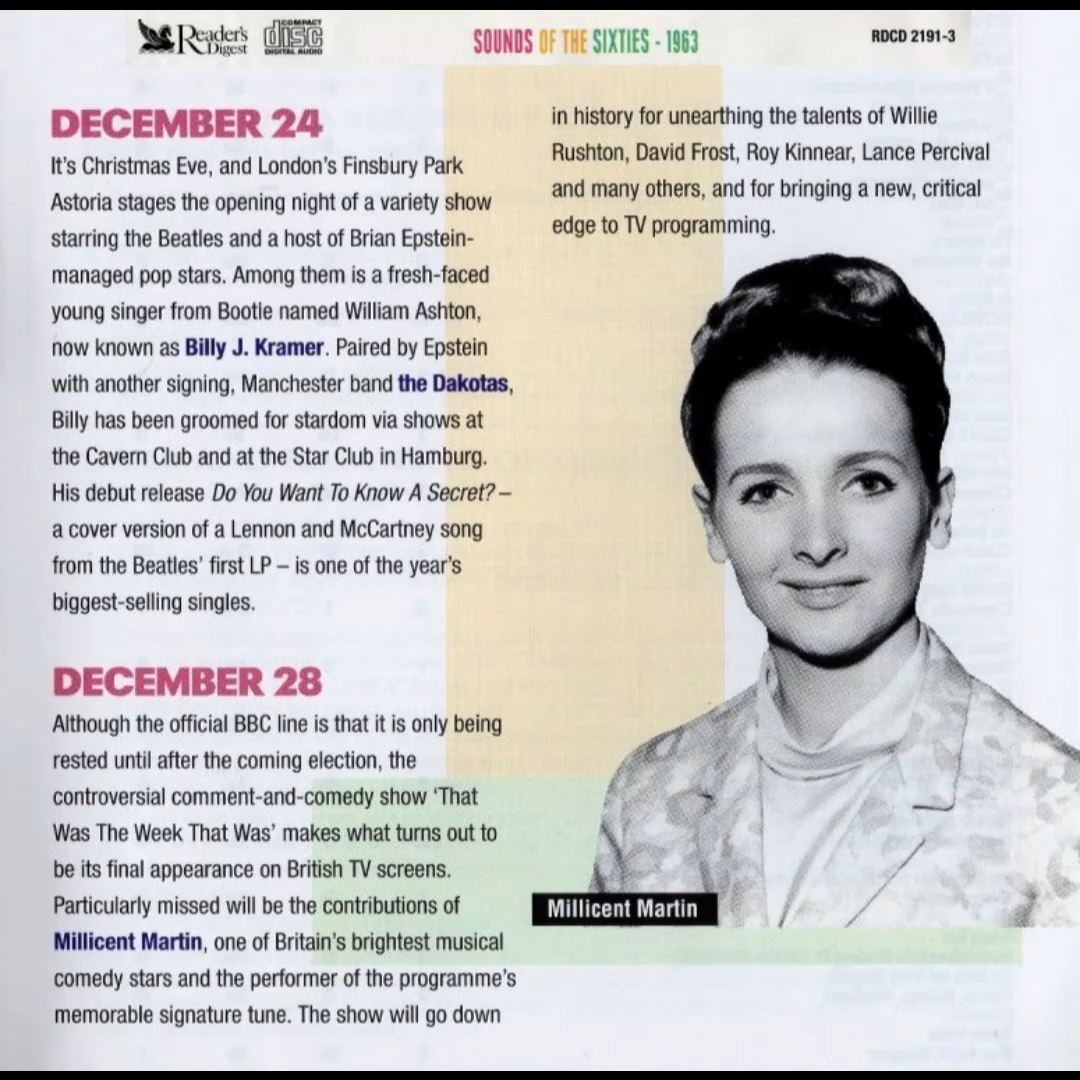 Reader's
Digest
COMPACT
disc
DIGITAL AUDIO
SOUNDS OF THE SIXTIES - 1963
RDCD 2191-3
DECEMBER 24
It's Christmas Eve, and London's Finsbury Park
Astoria stages the opening night of a variety show
starring the Beatles and a host of Brian Epstein-
managed pop stars. Among them is a fresh-faced
young singer from Bootle named William Ashton,
now known as Billy J. Kramer. Paired by Epstein
with another signing, Manchester band the Dakotas,
Billy has been groomed for stardom via shows at
the Cavern Club and at the Star Club in Hamburg.
His debut release Do You Want To Know A Secret? –
a cover version of a Lennon and McCartney song
from the Beatles' first LP – is one of the year's
biggest-selling singles.
DECEMBER 28
Although the official BBC line is that it is only being
rested until after the coming election, the
controversial comment-and-comedy show 'That
Was The Week That Was' makes what turns out to
be its final appearance on British TV screens.
Particularly missed will be the contributions of
Millicent Martin, one of Britain's brightest musical
comedy stars and the performer of the programme's
memorable signature tune. The show will go down
in history for unearthing the talents of Willie
Rushton, David Frost, Roy Kinnear, Lance Percival
and many others, and for bringing a new, critical
edge to TV programming.
Millicent Martin